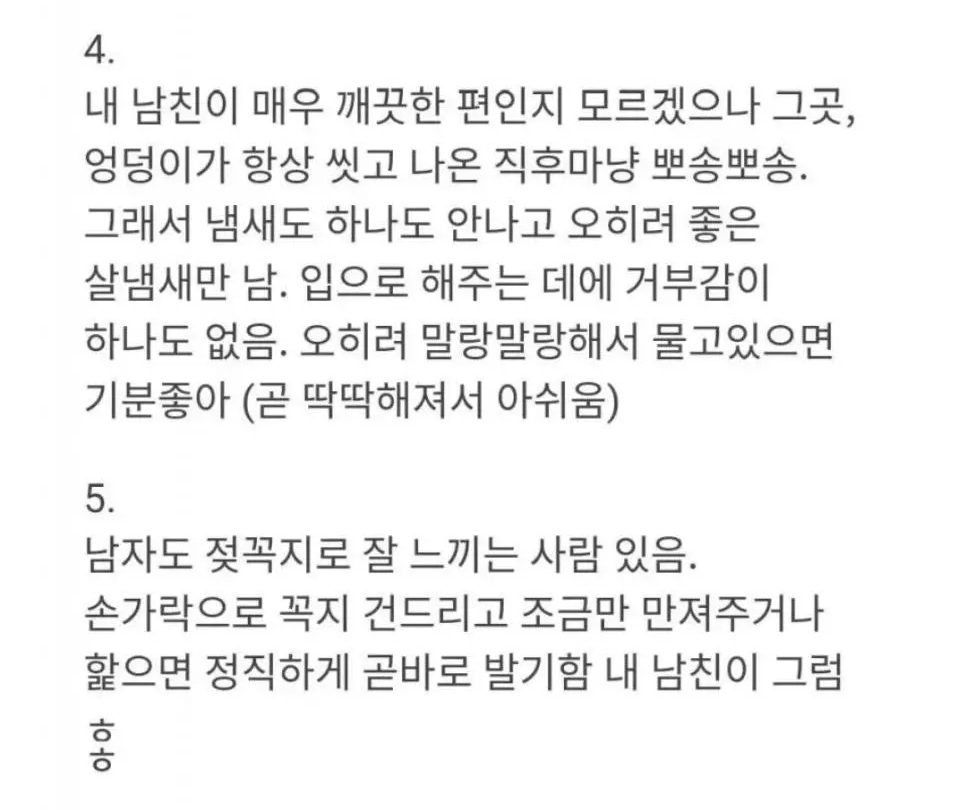 4.
내 남친이 매우 깨끗한 편인지 모르겠으나 그곳,
엉덩이가 항상 씻고 나온 직후마냥 뽀송뽀송.
그래서 냄새도 하나도 안나고 오히려 좋은
살냄새만 남. 입으로 해주는 데에 거부감이
하나도 없음. 오히려 말랑말랑해서 물고있으면
기분좋아 (곧 딱딱해져서 아쉬움)
5.
남자도 젖꼭지로 잘 느끼는 사람 있음.
손가락으로 꼭지 건드리고 조금만 만져주거나
핥으면 정직하게 곧바로 발기함 내 남친이 그럼
ㅎ
ㅎ